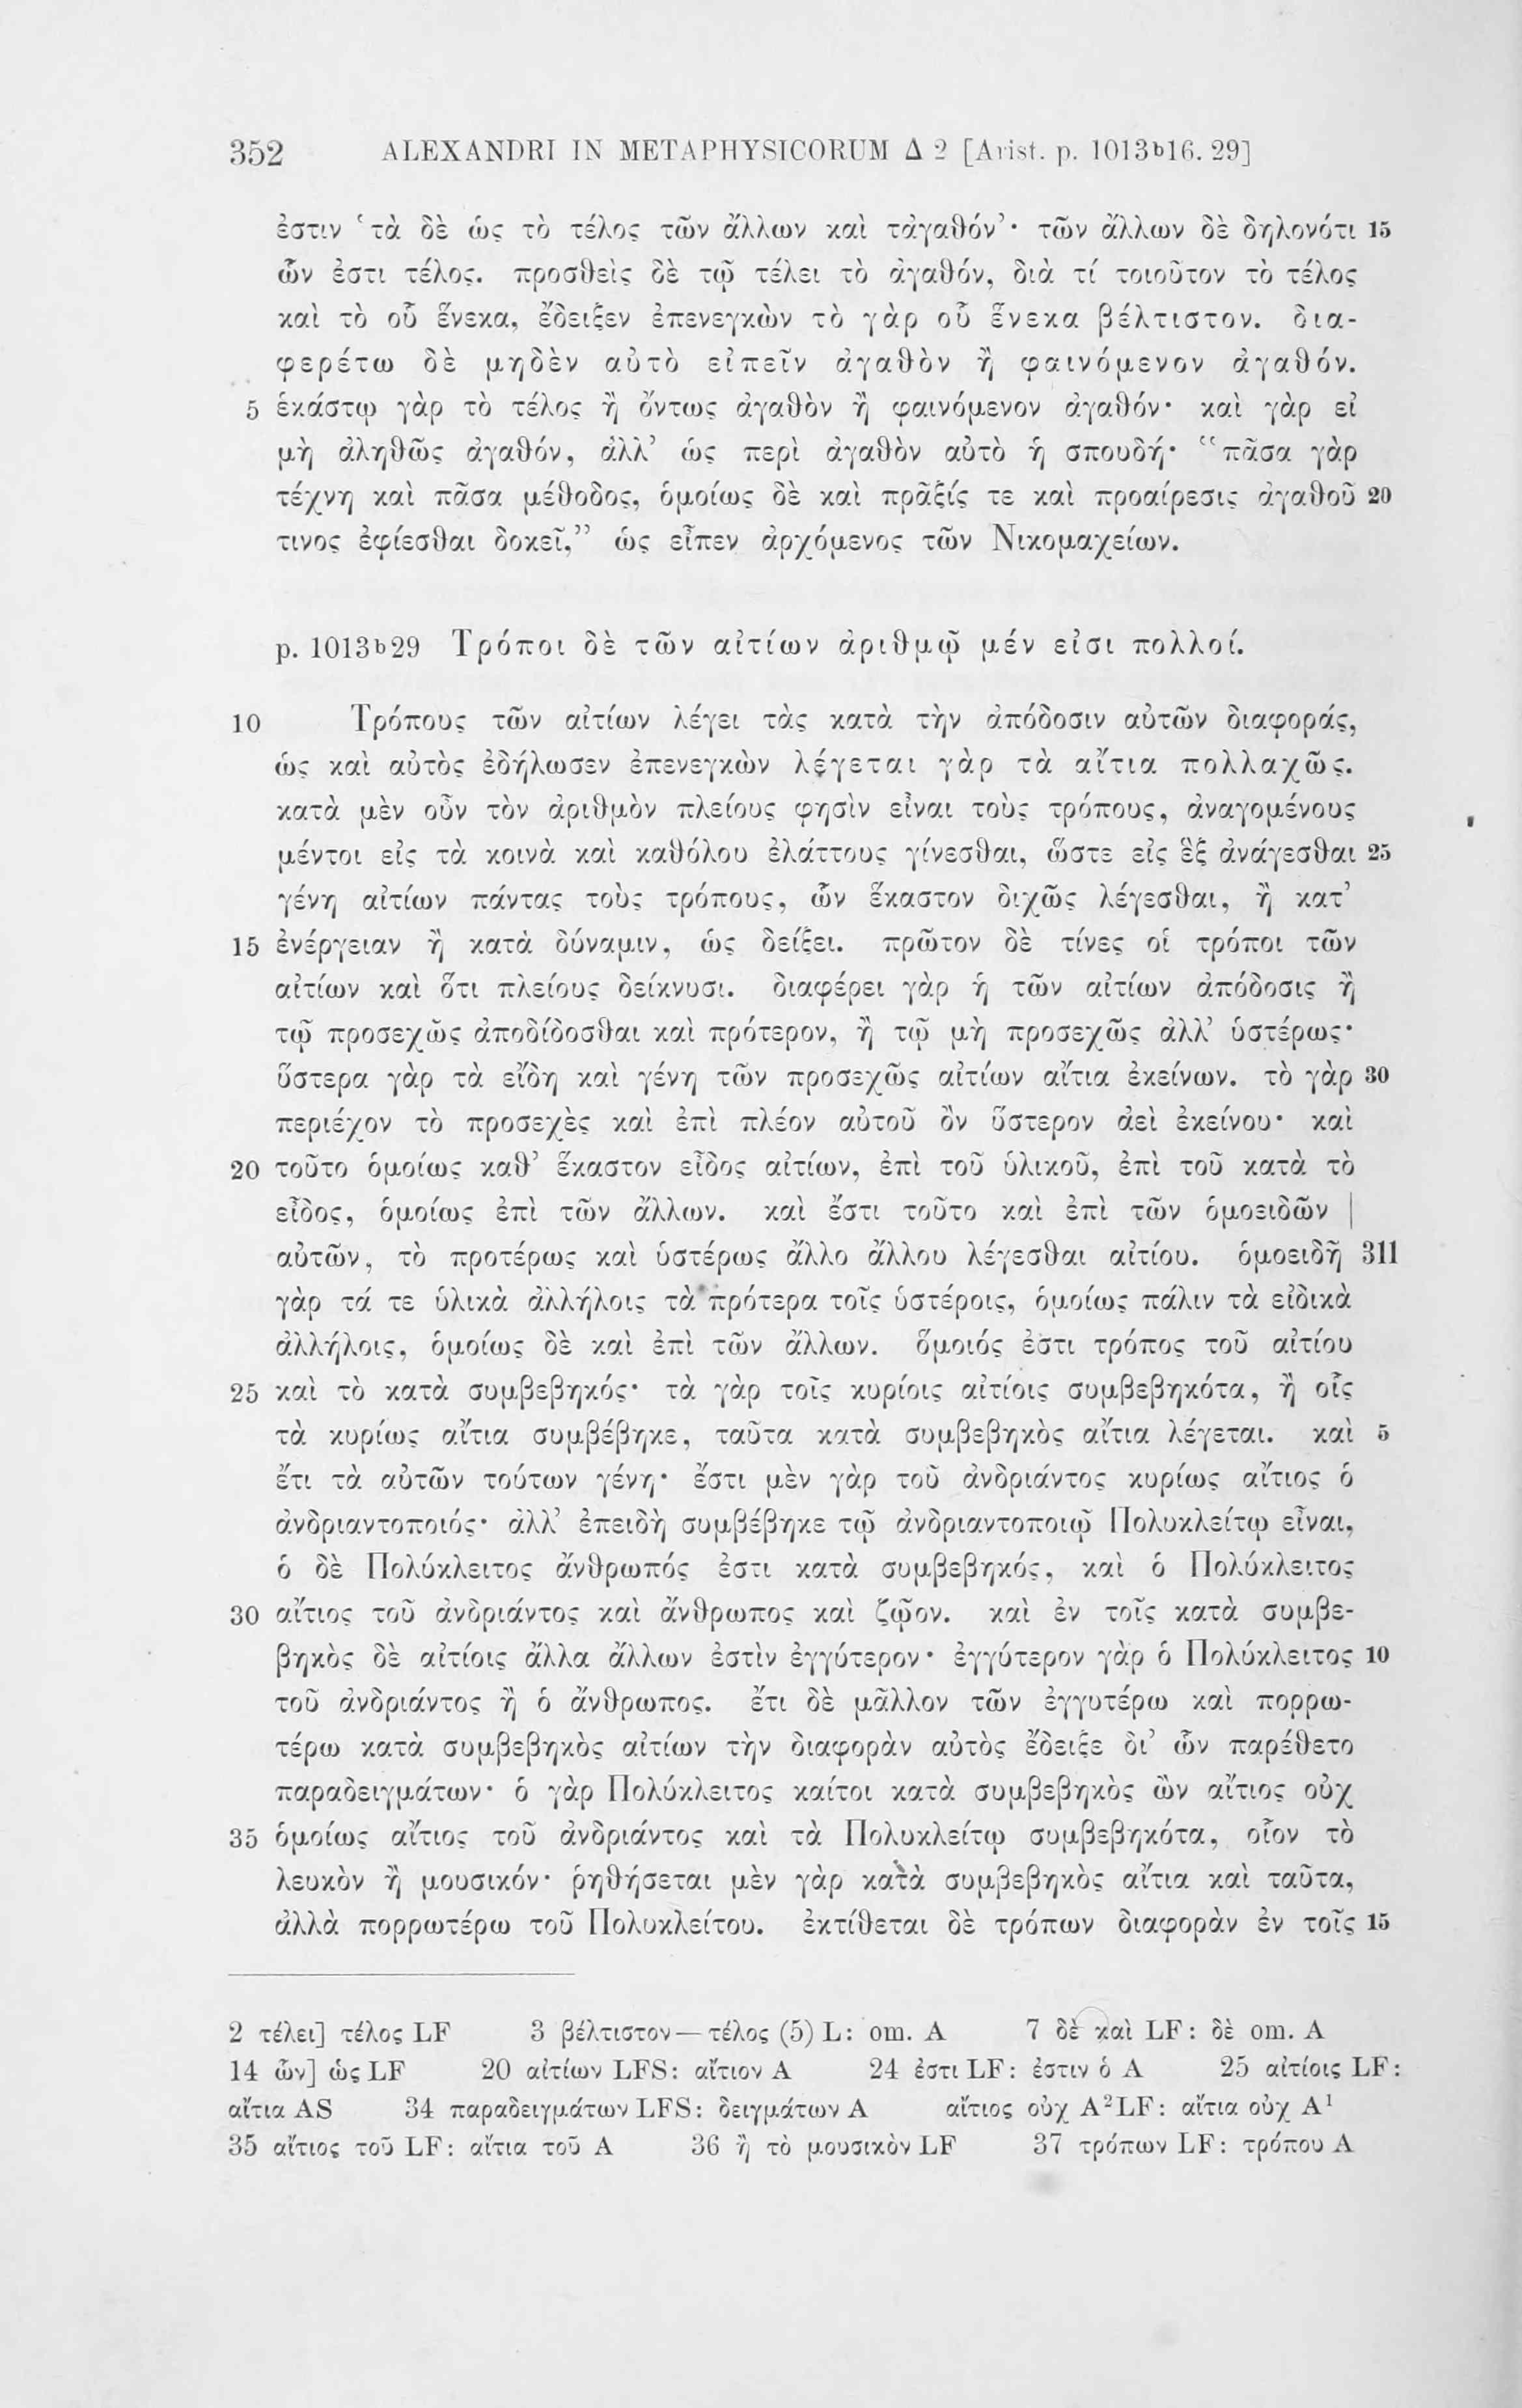 352 ALEXANDRI IN METAPHYSICORUM Δ 2 [Arist. p. 1013ᵇ16. 29]
ἐστιν ‘τὰ δὲ ὡς τὸ τέλος τῶν ἄλλων καὶ τἀγαθόν’· τῶν ἄλλων δὲ δηλονότι 15
ὧν ἐστι τέλος. προσθεὶς δὲ τῷ τέλει τὸ ἀγαθόν, διὰ τί τοιοῦτον τὸ τέλος
καὶ τὸ οὗ ἕνεκα, ἔδειξεν ἐπενεγκὼν τὸ γὰρ οὗ ἕνεκα βέλτιστον. δια-
φερέτω δὲ μηδὲν αὐτὸ εἰπεῖν ἀγαθὸν ἢ φαινόμενον ἀγαθόν.
5 ἑκάστῳ γὰρ τὸ τέλος ἢ ὄντως ἀγαθὸν ἢ φαινόμενον ἀγαθόν· καὶ γὰρ εἰ
μὴ ἀληθῶς ἀγαθόν, ἀλλ’ ὡς περὶ ἀγαθὸν αὐτὸ ἡ σπουδή· “πᾶσα γὰρ
τέχνη καὶ πᾶσα μέθοδος, ὁμοίως δὲ καὶ πρᾶξίς τε καὶ προαίρεσις ἀγαθοῦ 20
τινος ἐφίεσθαι δοκεῖ,” ὡς εἶπεν ἀρχόμενος τῶν Νικομαχείων.
p. 1013ᵇ29 Τρόποι δὲ τῶν αἰτίων ἀριθμῷ μέν εἰσι πολλοί.
10 Τρόπους τῶν αἰτίων λέγει τὰς κατὰ τὴν ἀπόδοσιν αὐτῶν διαφοράς,
ὡς καὶ αὐτὸς ἐδήλωσεν ἐπενεγκὼν λέγεται γὰρ τὰ αἴτια πολλαχῶς.
κατὰ μὲν οὖν τὸν ἀριθμὸν πλείους φησὶν εἶναι τοὺς τρόπους, ἀναγομένους
μέντοι εἰς τὰ κοινὰ καὶ καθόλου ἐλάττους γίνεσθαι, ὥστε εἰς ἓξ ἀνάγεσθαι 25
γένη αἰτίων πάντας τοὺς τρόπους, ὧν ἕκαστον διχῶς λέγεσθαι, ἢ κατ’
15 ἐνέργειαν ἢ κατὰ δύναμιν, ὡς δείξει. πρῶτον δὲ τίνες οἱ τρόποι τῶν
αἰτίων καὶ ὅτι πλείους δείκνυσι. διαφέρει γὰρ ἡ τῶν αἰτίων ἀπόδοσις ἢ
τῷ προσεχῶς ἀποδίδοσθαι καὶ πρότερον, ἢ τῷ μὴ προσεχῶς ἀλλ’ ὑστέρως·
ὕστερα γὰρ τὰ εἴδη καὶ γένη τῶν προσεχῶς αἰτίων αἴτια ἐκείνων. τὸ γὰρ 30
περιέχον τὸ προσεχὲς καὶ ἐπὶ πλέον αὐτοῦ ὂν ὕστερον ἀεὶ ἐκείνου· καὶ
20 τοῦτο ὁμοίως καθ’ ἕκαστον εἶδος αἰτίων, ἐπὶ τοῦ ὑλικοῦ, ἐπὶ τοῦ κατὰ τὸ
εἶδος, ὁμοίως ἐπὶ τῶν ἄλλων. καὶ ἔστι τοῦτο καὶ ἐπὶ τῶν ὁμοειδῶν |
αὐτῶν, τὸ προτέρως καὶ ὑστέρως ἄλλο ἄλλου λέγεσθαι αἰτίου. ὁμοειδῆ 311
γὰρ τά τε ὑλικὰ ἀλλήλοις τὰ πρότερα τοῖς ὑστέροις, ὁμοίως πάλιν τὰ εἰδικὰ
ἀλλήλοις, ὁμοίως δὲ καὶ ἐπὶ τῶν ἄλλων. ὅμοιός ἐστι τρόπος τοῦ αἰτίου
25 καὶ τὸ κατὰ συμβεβηκός· τὰ γὰρ τοῖς κυρίοις αἰτίοις συμβεβηκότα, ἢ οἷς
τὰ κυρίως αἴτια συμβέβηκε, ταῦτα κατὰ συμβεβηκὸς αἴτια λέγεται. καὶ 5
ἔτι τὰ αὐτῶν τούτων γένη· ἔστι μὲν γὰρ τοῦ ἀνδριάντος κυρίως αἴτιος ὁ
ἀνδριαντοποιός· ἀλλ’ ἐπειδὴ συμβέβηκε τῷ ἀνδριαντοποιῷ Πολυκλείτῳ εἶναι,
ὁ δὲ Πολύκλειτος ἄνθρωπός ἐστι κατὰ συμβεβηκός, καὶ ὁ Πολύκλειτος
30 αἴτιος τοῦ ἀνδριάντος καὶ ἄνθρωπος καὶ ζῷον. καὶ ἐν τοῖς κατὰ συμβε-
βηκὸς δὲ αἰτίοις ἄλλα ἄλλων ἐστὶν ἐγγύτερον· ἐγγύτερον γὰρ ὁ Πολύκλειτος 10
τοῦ ἀνδριάντος ἢ ὁ ἄνθρωπος. ἔτι δὲ μᾶλλον τῶν ἐγγυτέρω καὶ πορρω-
τέρω κατὰ συμβεβηκὸς αἰτίων τὴν διαφορὰν αὐτὸς ἔδειξε δι’ ὧν παρέθετο
παραδειγμάτων· ὁ γὰρ Πολύκλειτος καίτοι κατὰ συμβεβηκὸς ὢν αἴτιος οὐχ
35 ὁμοίως αἴτιος τοῦ ἀνδριάντος καὶ τὰ Πολυκλείτῳ συμβεβηκότα, οἷον τὸ
λευκὸν ἢ μουσικόν· ῥηθήσεται μὲν γὰρ κατὰ συμβεβηκὸς αἴτια καὶ ταῦτα,
ἀλλὰ πορρωτέρω τοῦ Πολυκλείτου. ἐκτίθεται δὲ τρόπων διαφορὰν ἐν τοῖς 15
2 τέλει] τέλος LF 3 βέλτιστον — τέλος (5) L: om. A 7 δὲ καὶ LF: δὲ om. A
14 ὧν] ὡς LF 20 αἰτίων LFS: αἴτιον A 24 ἐστι LF: ἐστιν ὁ A 25 αἰτίοις LF:
αἴτια AS 34 παραδειγμάτων LFS: δειγμάτων A αἴτιος οὐχ A²LF: αἴτια οὐχ A¹
35 αἴτιος τοῦ LF: αἴτια τοῦ A 36 ἢ τὸ μουσικὸν LF 37 τρόπων LF: τρόπου A